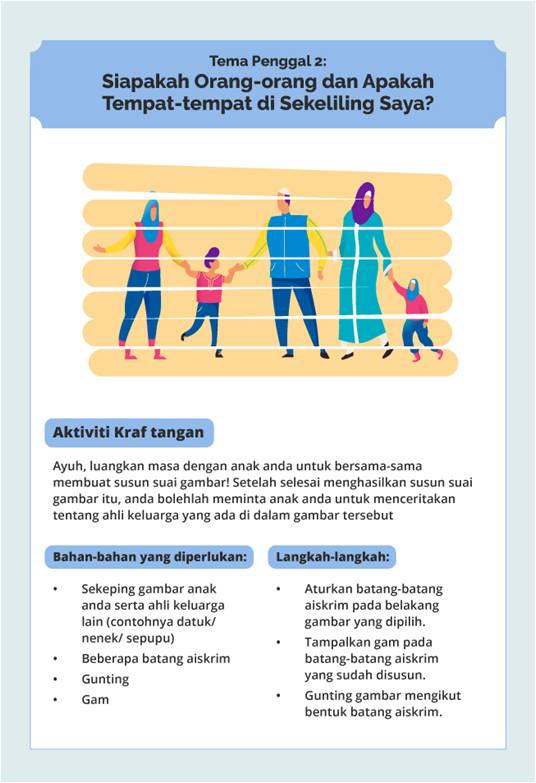 Tema Penggal 2:
Siapakah Orang-orang dan Apakah
Tempat-tempat di Sekeliling Saya?
Aktiviti Kraf tangan
Ayuh, luangkan masa dengan anak anda untuk bersama-sama
membuat susun suai gambar! Setelah selesai menghasilkan susun suai
gambar itu, anda bolehlah meminta anak anda untuk menceritakan
tentang ahli keluarga yang ada di dalam gambar tersebut
Bahan-bahan yang diperlukan:
• Sekeping gambar anak
anda serta ahli keluarga
lain (contohnya datuk/
nenek/ sepupu)
• Beberapa batang aiskrim
• Gunting
• Gam
Langkah-langkah:
• Aturkan batang-batang
aiskrim pada belakang
gambar yang dipilih.
• Tampalkan gam pada
batang-batang aiskrim
yang sudah disusun.
• Gunting gambar mengikut
bentuk batang aiskrim.